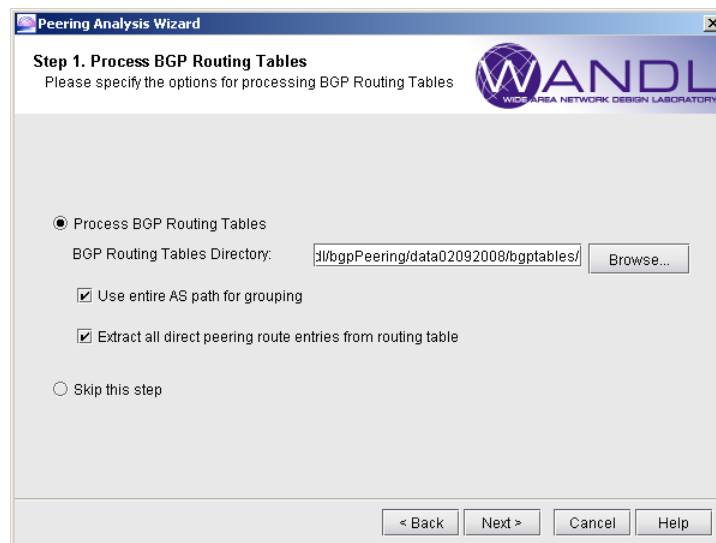 Peering Analysis Wizard
Step 1. Process BGP Routing Tables
Please specify the options for processing BGP Routing Tables
WANDL
WIDE AREA NETWORK DESIGN LABORATORY
Process BGP Routing Tables
BGP Routing Tables Directory: dl/bgpPeering/data02092008/bgptables/ Browse...
Use entire AS path for grouping
Extract all direct peering route entries from routing table
Skip this step
< Back Next > Cancel Help